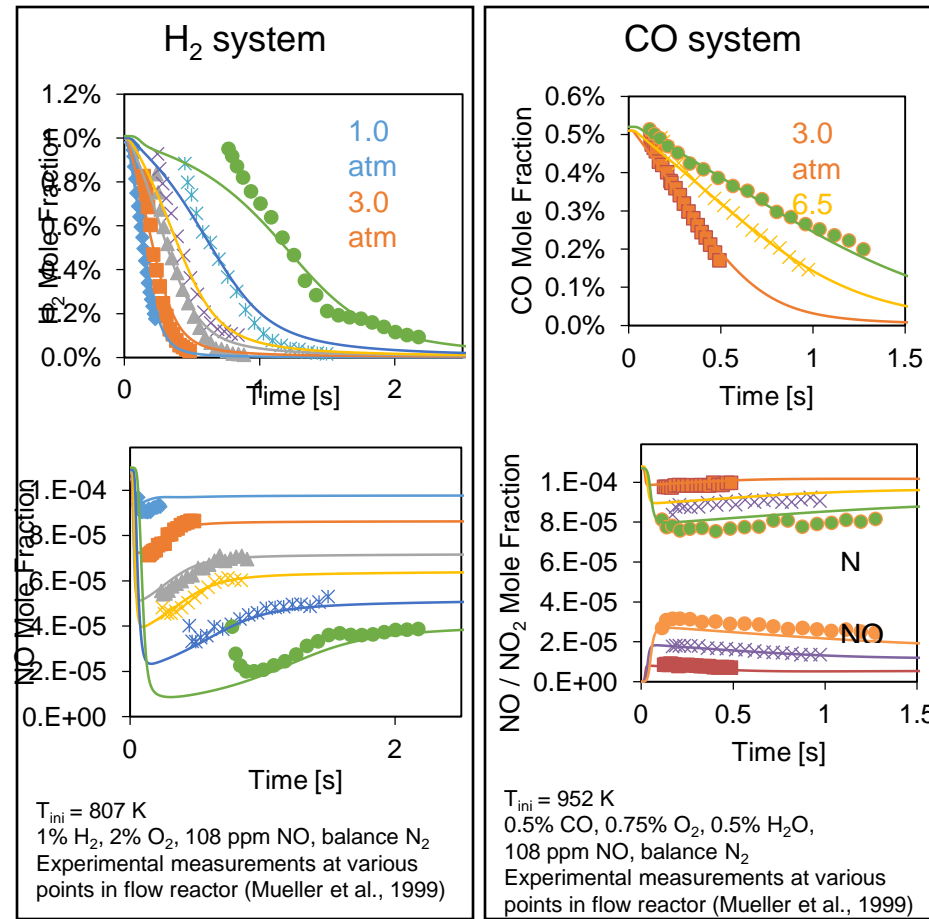 H2 system
1.2%
1.0%
0.8%
0.6%
0.4%
0.2%
0.0%
H2 Mole Fraction
1.0
atm
3.0
atm
0
1
2
Time [s]
1.E-04
8.E-05
6.E-05
4.E-05
2.E-05
0.E+00
NO Mole Fraction
0
2
Time [s]
Tini = 807 K
1% H2, 2% O2, 108 ppm NO, balance N2
Experimental measurements at various
points in flow reactor (Mueller et al., 1999)
CO system
0.6%
0.5%
0.4%
0.3%
0.2%
0.1%
0.0%
CO Mole Fraction
3.0
atm
6.5
0
0.5
1
1.5
Time [s]
1.E-04
8.E-05
6.E-05
4.E-05
2.E-05
0.E+00
NO / NO2 Mole Fraction
N
NO
0
0.5
1
1.5
Time [s]
Tini = 952 K
0.5% CO, 0.75% O2, 0.5% H2O,
108 ppm NO, balance N2
Experimental measurements at various
points in flow reactor (Mueller et al., 1999)